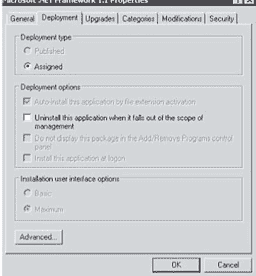 Microsoft .NET Framework 1.1 Properties
General Deployment Upgrades Categories Modifications Security
Deployment type
Published
Assigned
Deployment options
Auto-install this application by file extension activation
Uninstall this application when it falls out of the scope of
management
Do not display this package in the Add/Remove Programs control
panel
Install this application at logon
Installation user interface options
Basic
Maximum
Advanced...
OK Cancel